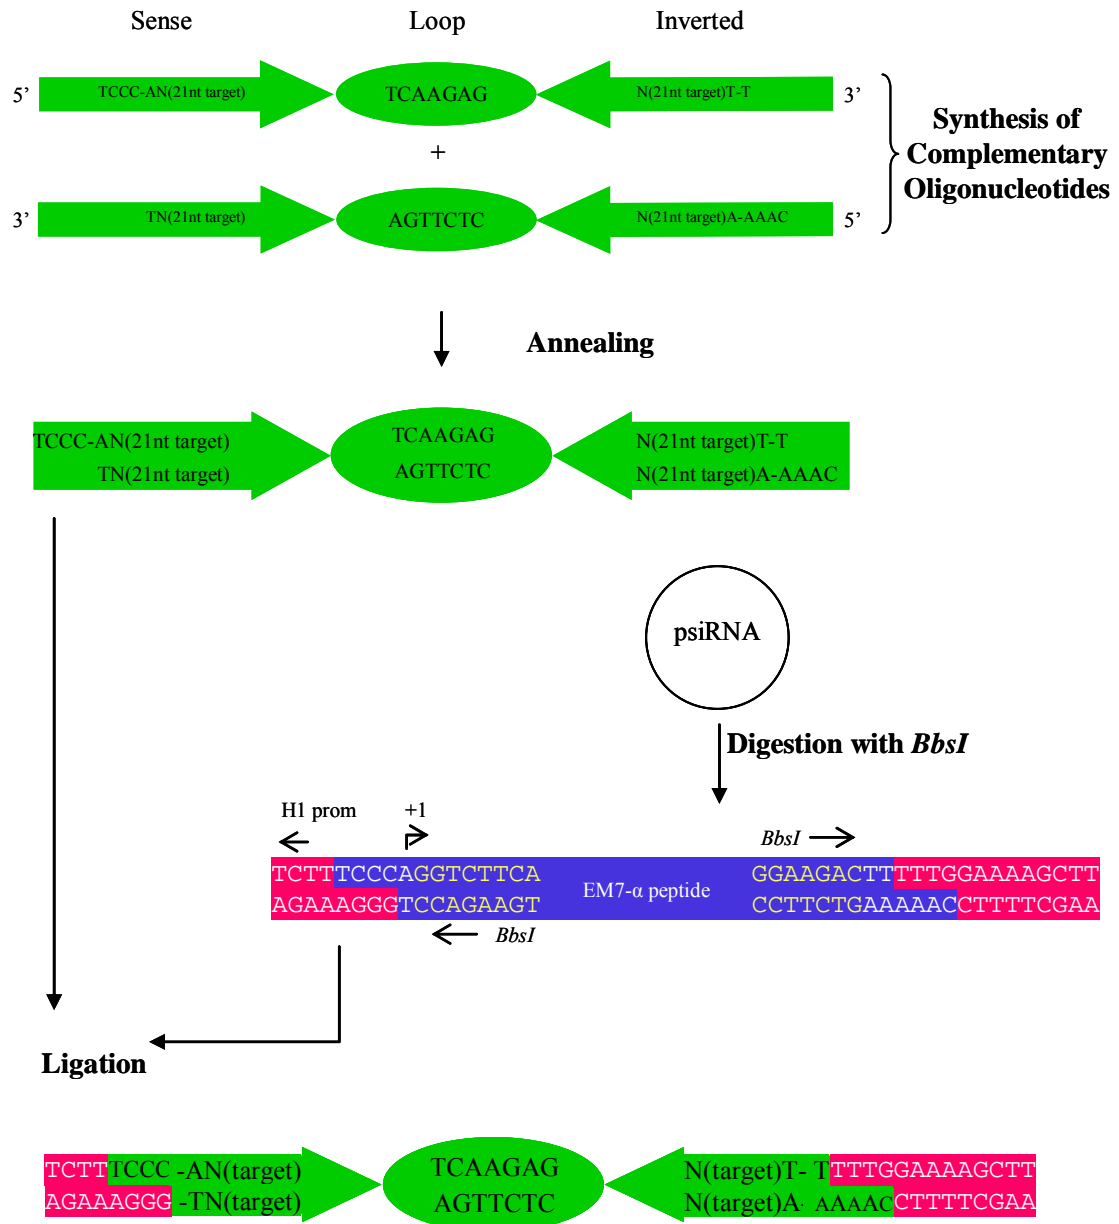 Sense Loop Inverted
5’ TCCC-AN(21nt target) TCAAGAG N(21nt target)T-T 3’
+
3’ TN(21nt target) AGTTCTC N(21nt target)A-AAAC 5’
Synthesis of
Complementary
Oligonucleotides
Annealing
TCCC-AN(21nt target) TCAAGAG N(21nt target)T-T
TN(21nt target) AGTTCTC N(21nt target)A-AAAC
psiRNA
Digestion with BbsI
H1 prom +1 BbsI
TCTTTCCCAGGTCTTCA EM7-α peptide GGAAGACTTTTTGGAAAAGCTT
AGAAAGGGTCCAGAAGT CCTTCTGAAAAACCTTTTCGAA
BbsI
Ligation
TCTTTCCC -AN(target) TCAAGAG N(target)T- TTTTGGAAAAGCTT
AGAAAGGG -TN(target) AGTTCTC N(target)A- AAAACCTTTTCGAA